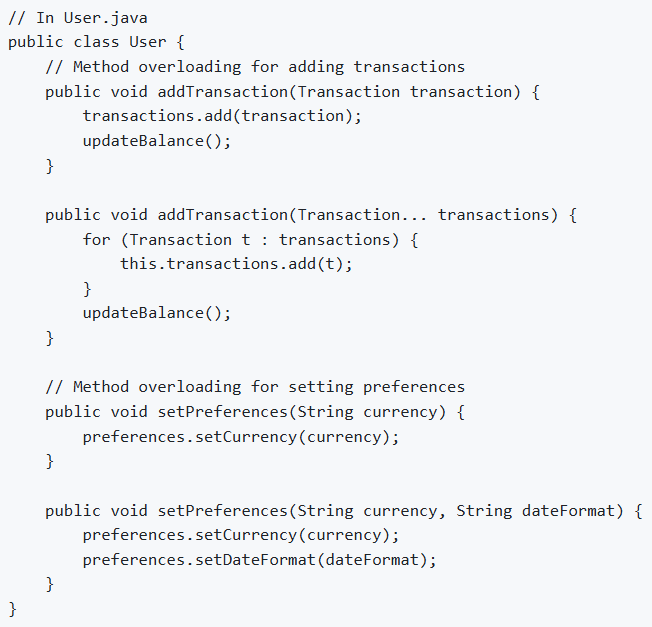 // In User.java
public class User {
    // Method overloading for adding transactions
    public void addTransaction(Transaction transaction) {
        transactions.add(transaction);
        updateBalance();
    }

    public void addTransaction(Transaction... transactions) {
        for (Transaction t : transactions) {
            this.transactions.add(t);
        }
        updateBalance();
    }

    // Method overloading for setting preferences
    public void setPreferences(String currency) {
        preferences.setCurrency(currency);
    }

    public void setPreferences(String currency, String dateFormat) {
        preferences.setCurrency(currency);
        preferences.setDateFormat(dateFormat);
    }
}